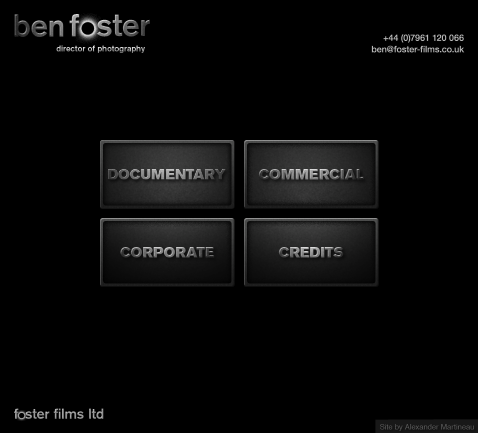 ben foster
director of photography
+44 (0)7961 120 066
ben@foster-films.co.uk
DOCUMENTARY
COMMERCIAL
CORPORATE
CREDITS
foster films ltd
Site by Alexander Martineau